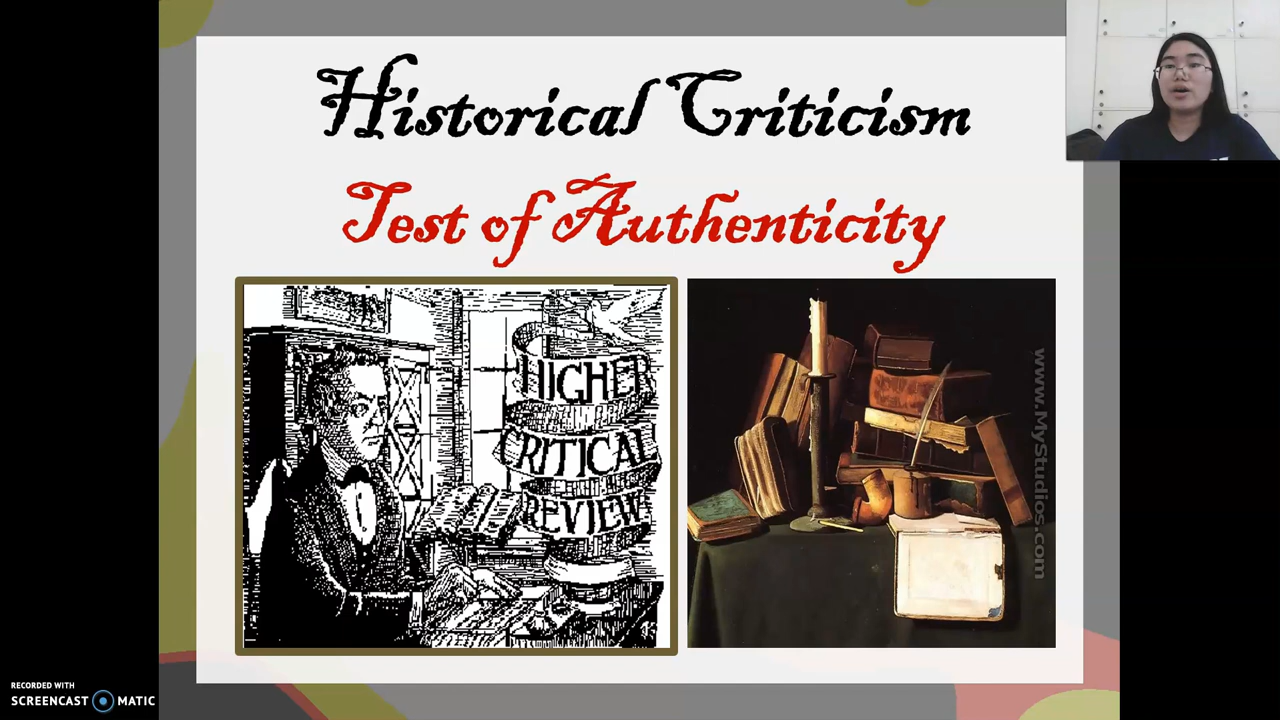 Historical Criticism
Test of Authenticity
HIGHER
CRITICAL
REVIEW
www.MyStudios.com
RECORDED WITH
SCREENCAST MATIC